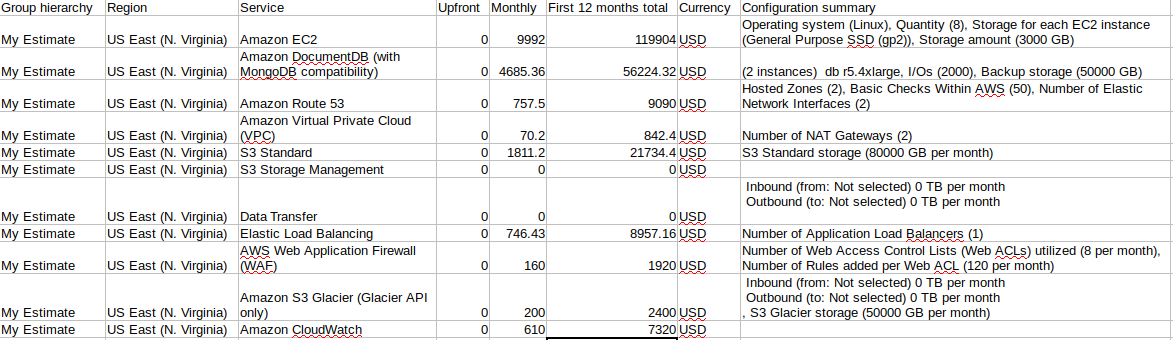 Group hierarchy Region Service Upfront Monthly First 12 months total Currency Configuration summary
My Estimate US East (N. Virginia) Amazon EC2 0 9992 119904 USD Operating system (Linux), Quantity (8), Storage for each EC2 instance
(General Purpose SSD (gp2)), Storage amount (3000 GB)
Amazon DocumentDB (with
My Estimate US East (N. Virginia) MongoDB compatibility) 0 4685.36 56224.32 USD (2 instances) db r5.4xlarge, I/Os (2000), Backup storage (50000 GB)
Hosted Zones (2), Basic Checks Within AWS (50), Number of Elastic
My Estimate US East (N. Virginia) Amazon Route 53 0 757.5 9090 USD Network Interfaces (2)
Amazon Virtual Private Cloud
My Estimate US East (N. Virginia) (VPC) 0 70.2 842.4 USD Number of NAT Gateways (2)
My Estimate US East (N. Virginia) S3 Standard 0 1811.2 21734.4 USD S3 Standard storage (80000 GB per month)
My Estimate US East (N. Virginia) S3 Storage Management 0 0 0 USD
Inbound (from: Not selected) 0 TB per month
Outbound (to: Not selected) 0 TB per month
My Estimate US East (N. Virginia) Data Transfer 0 0 0 USD
My Estimate US East (N. Virginia) Elastic Load Balancing 0 746.43 8957.16 USD Number of Application Load Balancers (1)
AWS Web Application Firewall Number of Web Access Control Lists (Web ACLs) utilized (8 per month),
My Estimate US East (N. Virginia) (WAF) 0 160 1920 USD Number of Rules added per Web ACL (120 per month)
Inbound (from: Not selected) 0 TB per month
Amazon S3 Glacier (Glacier API Outbound (to: Not selected) 0 TB per month
My Estimate US East (N. Virginia) only) 0 200 2400 USD , S3 Glacier storage (50000 GB per month)
My Estimate US East (N. Virginia) Amazon CloudWatch 0 610 7320 USD